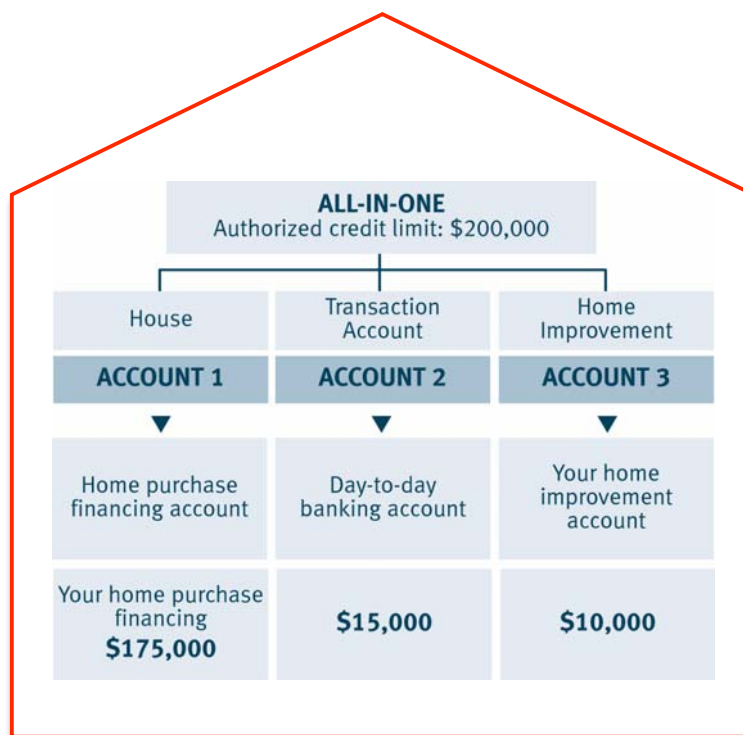 ALL-IN-ONE
Authorized credit limit: $200,000
House
Transaction
Account
Home
Improvement
ACCOUNT 1
ACCOUNT 2
ACCOUNT 3
Home purchase
financing account
Day-to-day
banking account
Your home
improvement
account
Your home purchase
financing
$175,000
$15,000
$10,000